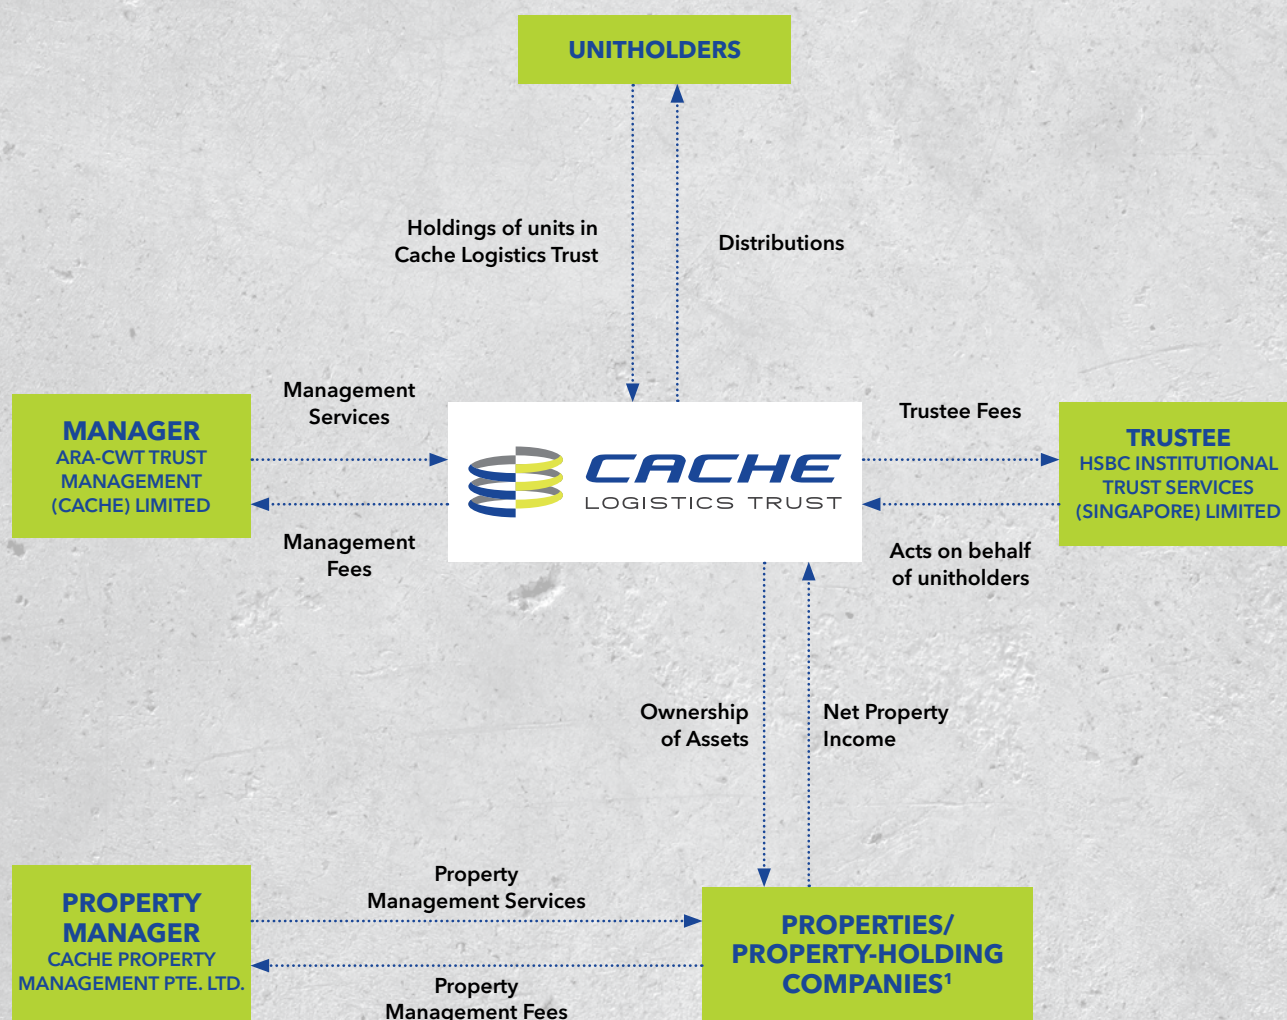 UNITHOLDERS
Holdings of units in
Cache Logistics Trust
Distributions
Management
Services
Trustee Fees
MANAGER
ARA-CWT TRUST
MANAGEMENT
(CACHE) LIMITED
CACHE
LOGISTICS TRUST
TRUSTEE
HSBC INSTITUTIONAL
TRUST SERVICES
(SINGAPORE) LIMITED
Management
Fees
Acts on behalf
of unitholders
Ownership
of Assets
Net Property
Income
Property
Management Services
PROPERTY
MANAGER
CACHE PROPERTY
MANAGEMENT PTE. LTD.
PROPERTIES/
PROPERTY-HOLDING
COMPANIES¹
Property
Management Fees